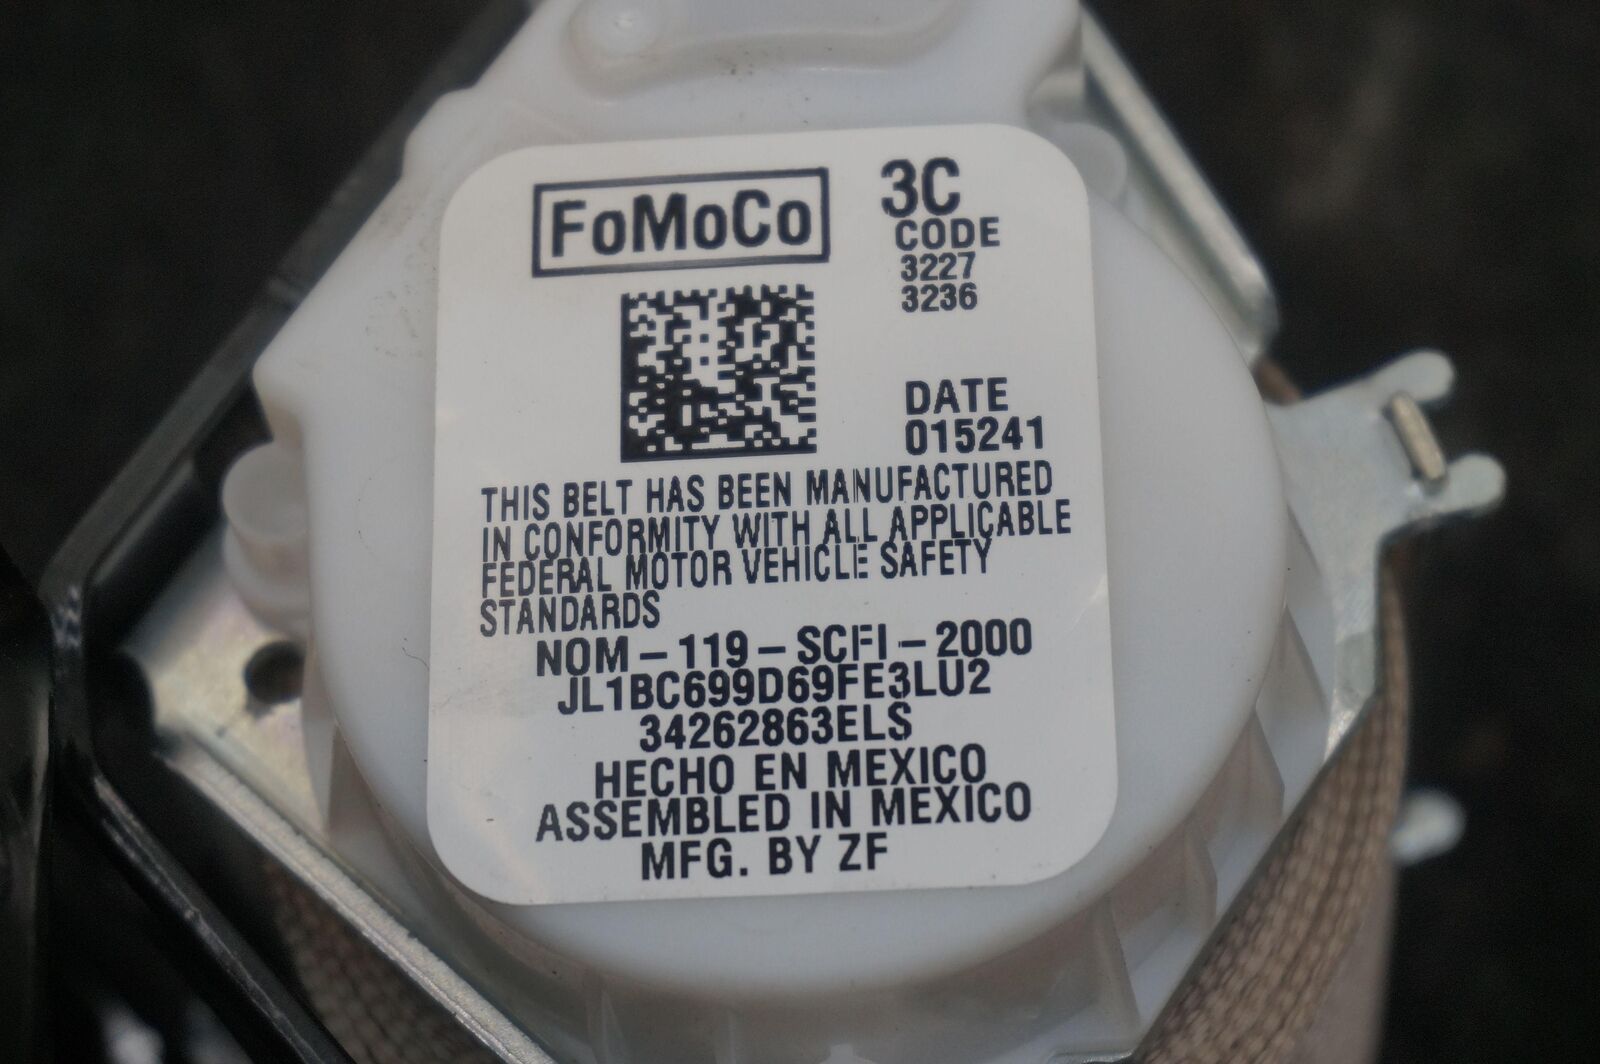 FoMoCo
3C
CODE
3227
3236
DATE
015241
THIS BELT HAS BEEN MANUFACTURED
IN CONFORMITY WITH ALL APPLICABLE
FEDERAL MOTOR VEHICLE SAFETY
STANDARDS
NOM-119-SCFI-2000
JL1BC699D69FE3LU2
34262863ELS
HECHO EN MEXICO
ASSEMBLED IN MEXICO
MFG. BY ZF